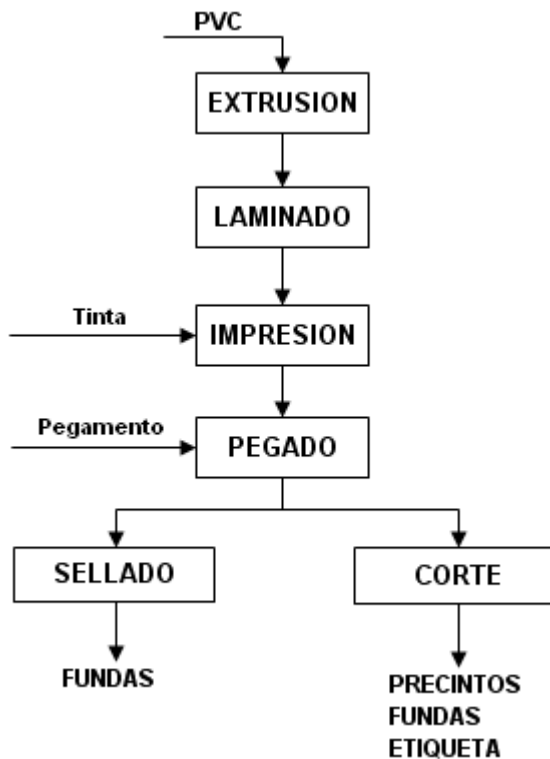 PVC
EXTRUSION
LAMINADO
Tinta
IMPRESION
Pegamento
PEGADO
SELLADO
CORTE
FUNDAS
PRECINTOS
FUNDAS
ETIQUETA